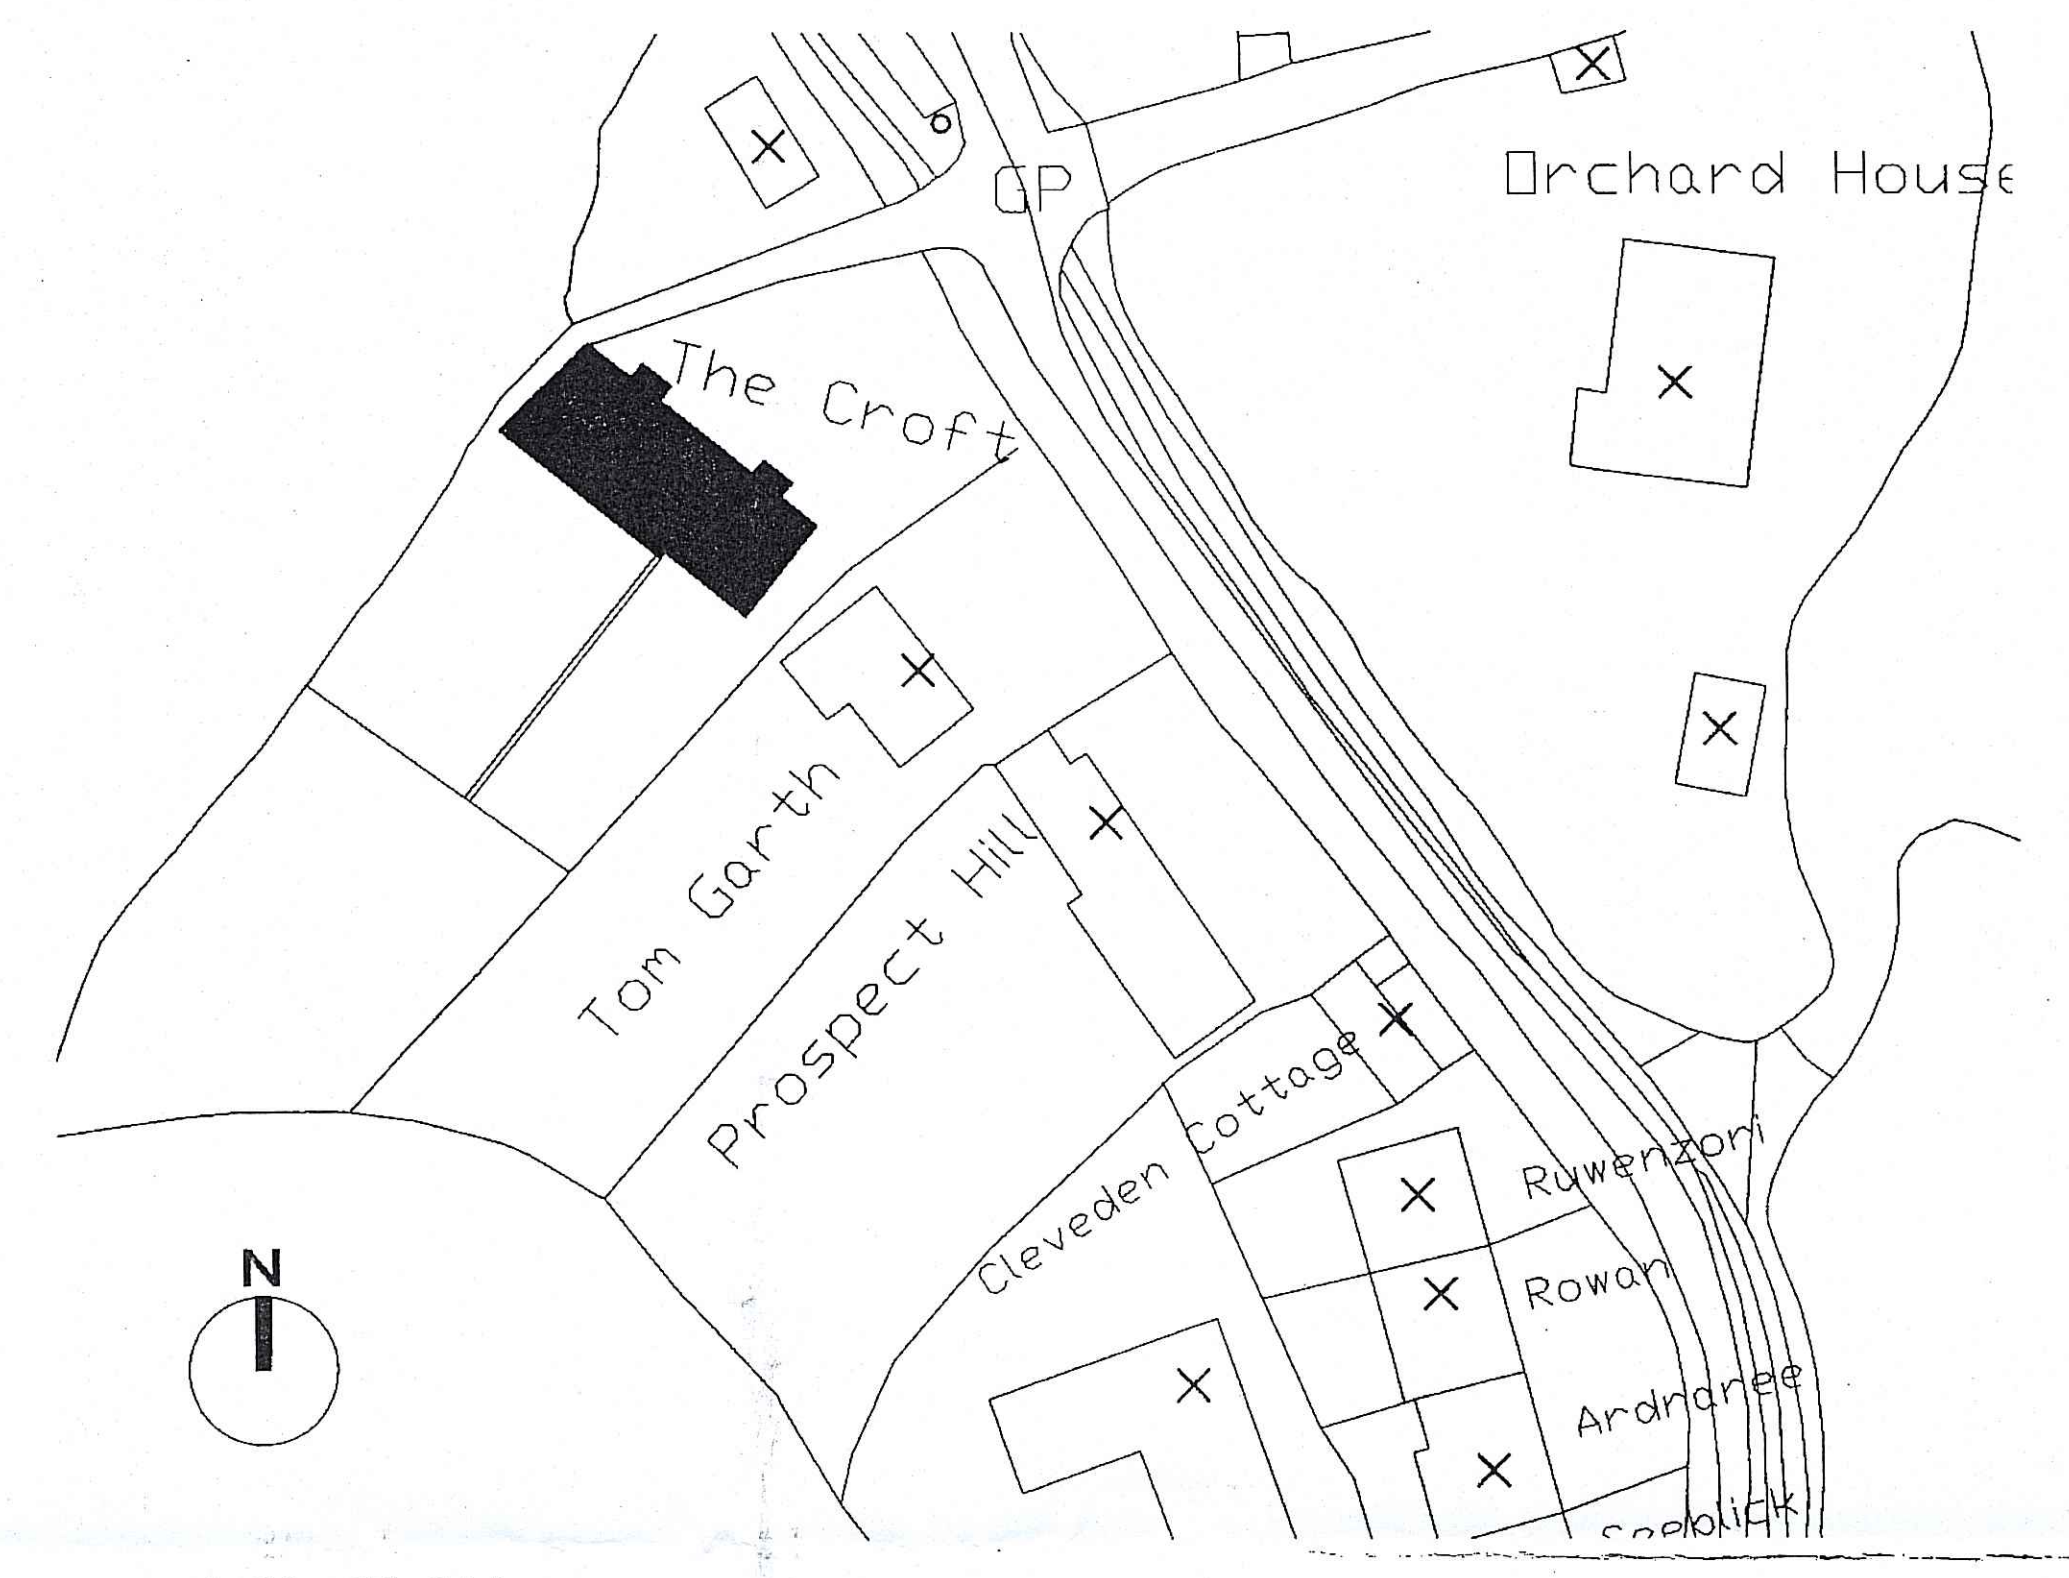 GP
Orchard House
The Croft
Tom Garth
Prospect Hill
Cleveden Cottage
Ruwenzori
Rowan
Ardnaree
N